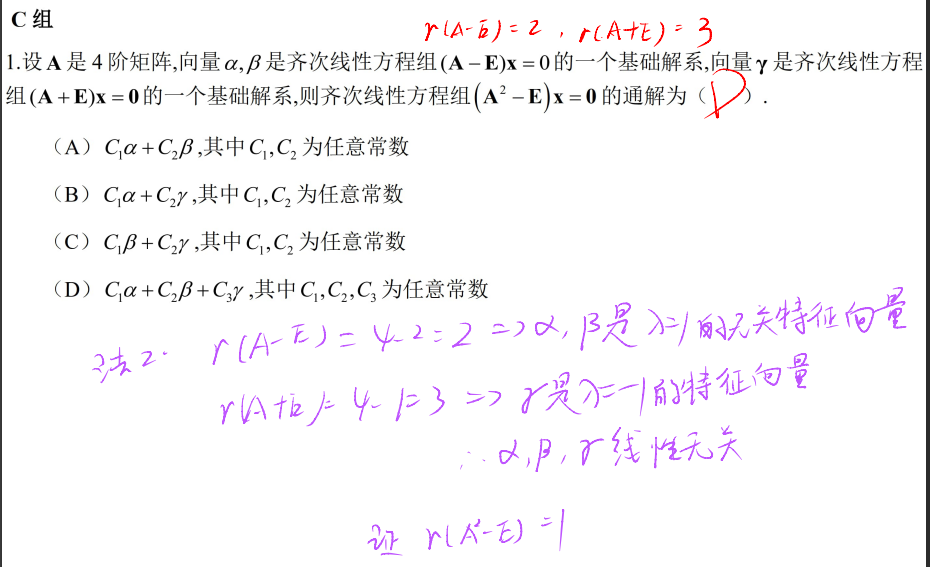 C 组
r(A-E)=2 , r(A+E)=3
1.设 A 是 4 阶矩阵,向量 α,β 是齐次线性方程组 (A − E)x = 0 的一个基础解系,向量 γ 是齐次线性方程
组 (A + E)x = 0 的一个基础解系,则齐次线性方程组 (A² − E)x = 0 的通解为（ D ）.
（A）C₁α + C₂β ,其中 C₁,C₂ 为任意常数
（B）C₁α + C₂γ ,其中 C₁,C₂ 为任意常数
（C）C₁β + C₂γ ,其中 C₁,C₂ 为任意常数
（D）C₁α + C₂β + C₃γ ,其中 C₁,C₂,C₃ 为任意常数
法2. r(A-E)=4-2=2 => α, β是 λ=1的无关特征向量
r(A+E)=4-1=3 => γ是λ=-1的特征向量
∴ α,β,γ线性无关
证 r(A²-E)=1